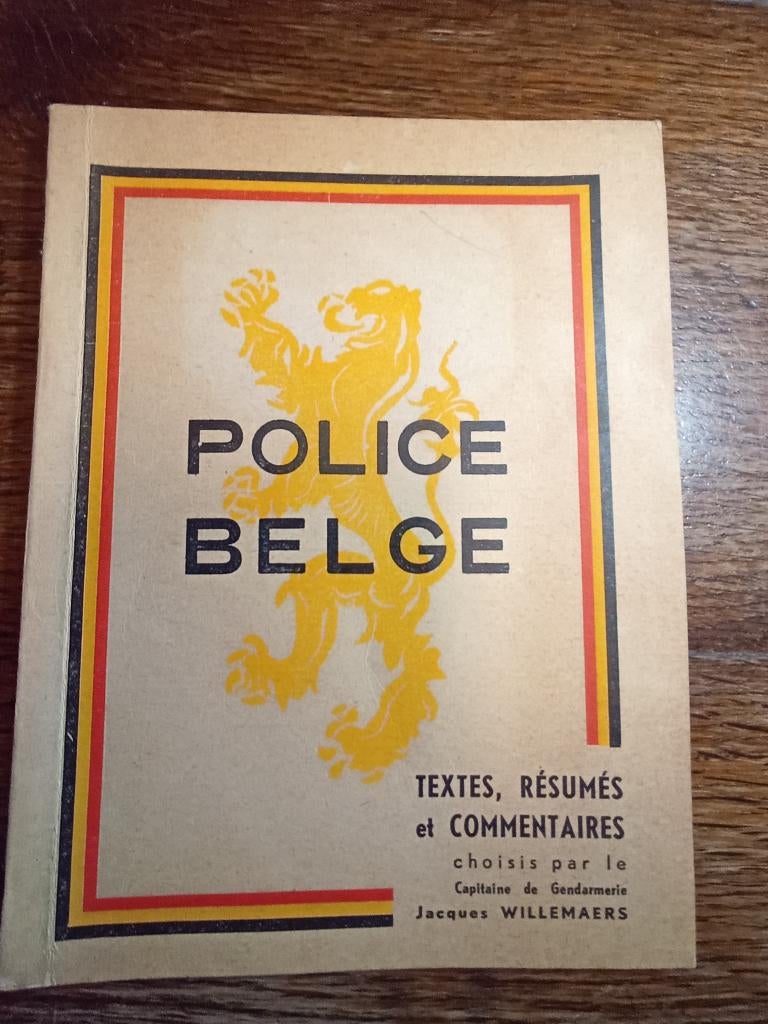 POLICE
BELGE
TEXTES, RÉSUMÉS
et COMMENTAIRES
choisis par le
Capitaine de Gendarmerie
Jacques WILLEMAERS